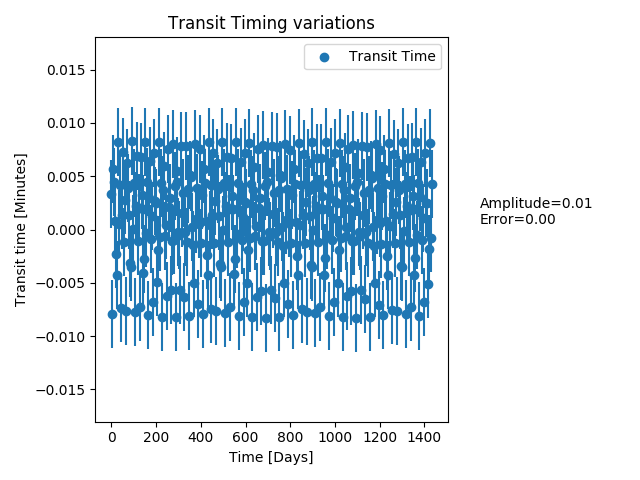 Transit Timing variations
Transit Time
0.015
0.010
0.005
0.000
−0.005
−0.010
−0.015
Transit time [Minutes]
0
200
400
600
800
1000
1200
1400
Time [Days]
Amplitude=0.01
Error=0.00